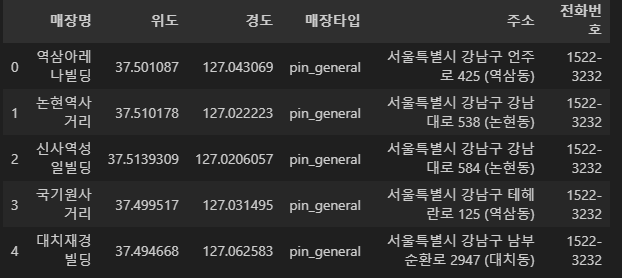 매장명 위도 경도 매장타입 주소 전화번
호
0 역삼아레 37.501087 127.043069 pin_general 서울특별시 강남구 언주 1522-
나빌딩 로 425 (역삼동) 3232
1 논현역사 37.510178 127.022223 pin_general 서울특별시 강남구 강남 1522-
거리 대로 538 (논현동) 3232
2 신사역성 37.5139309 127.0206057 pin_general 서울특별시 강남구 강남 1522-
일빌딩 대로 584 (논현동) 3232
3 국기원사 37.499517 127.031495 pin_general 서울특별시 강남구 테헤 1522-
거리 란로 125 (역삼동) 3232
4 대치재경 37.494668 127.062583 pin_general 서울특별시 강남구 남부 1522-
빌딩 순환로 2947 (대치동) 3232